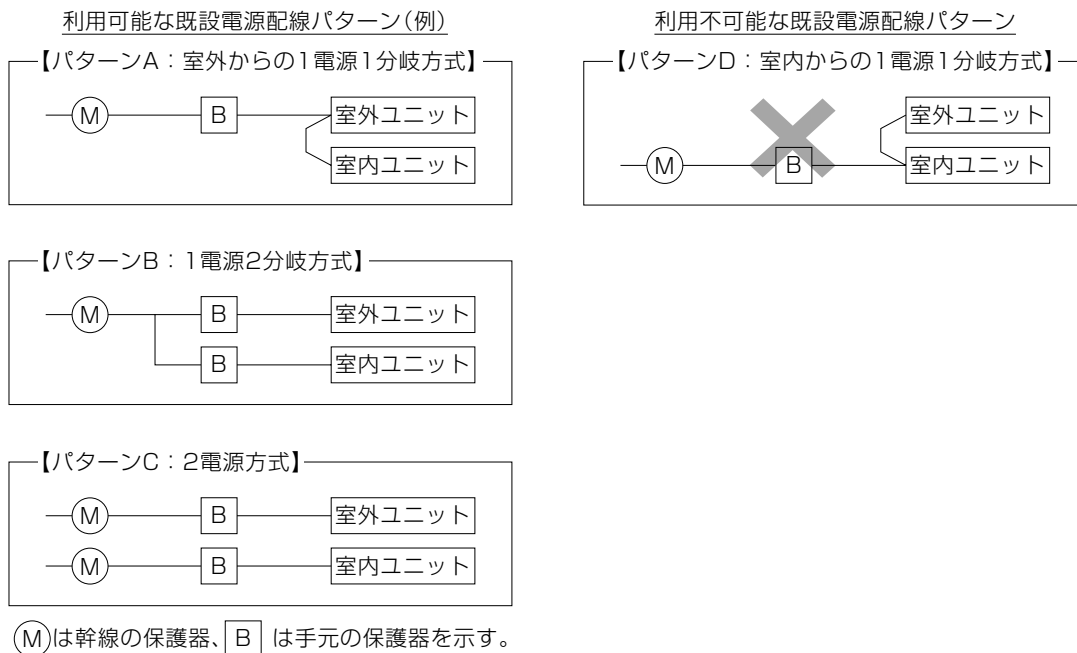 利用可能な既設電源配線パターン(例)
【パターンA:室外からの1電源1分岐方式】
M B 室外ユニット
室内ユニット
【パターンB:1電源2分岐方式】
M B 室外ユニット
B 室内ユニット
【パターンC:2電源方式】
M B 室外ユニット
M B 室内ユニット
Mは幹線の保護器、B は手元の保護器を示す。
利用不可能な既設電源配線パターン
【パターンD:室内からの1電源1分岐方式】
室外ユニット
M B 室内ユニット